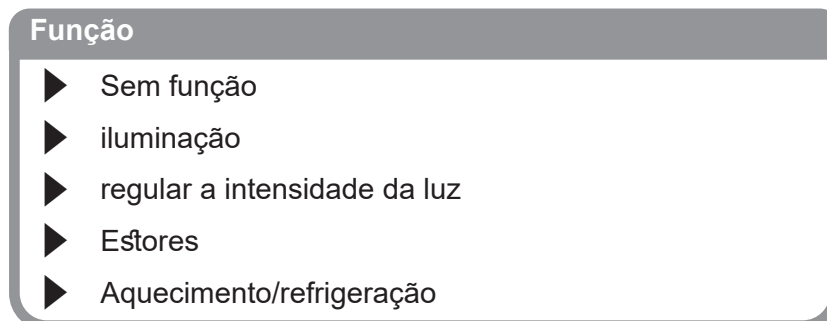 Função
Sem função
iluminação
regular a intensidade da luz
Estores
Aquecimento/refrigeração